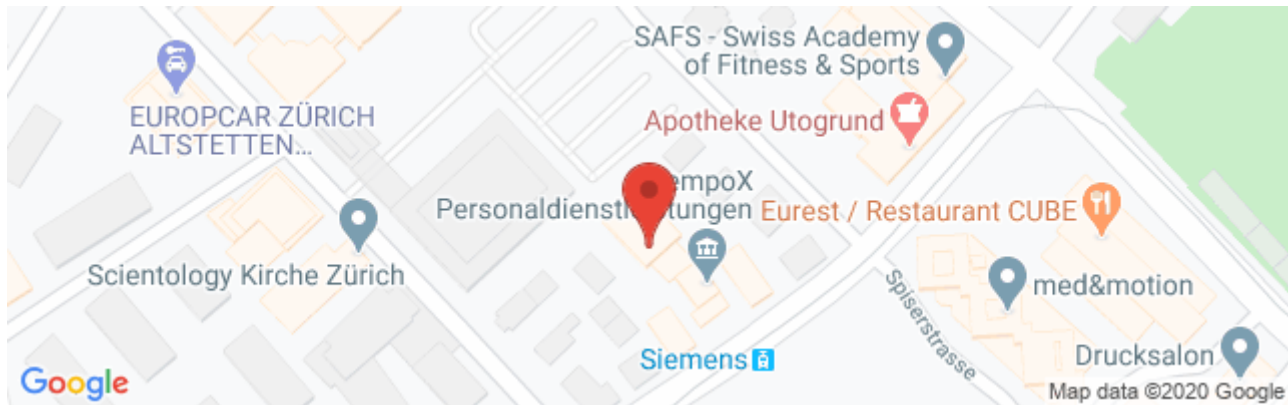 SAFS - Swiss Academy
of Fitness & Sports
EUROPCAR ZÜRICH
ALTSTETTEN...
Apotheke Utogrund
empoX
Personaldienst tungen
Eurest / Restaurant CUBE
Scientology Kirche Zürich
med&motion
Spiserstrasse
Siemens
Drucksalon
Google
Map data ©2020 Google